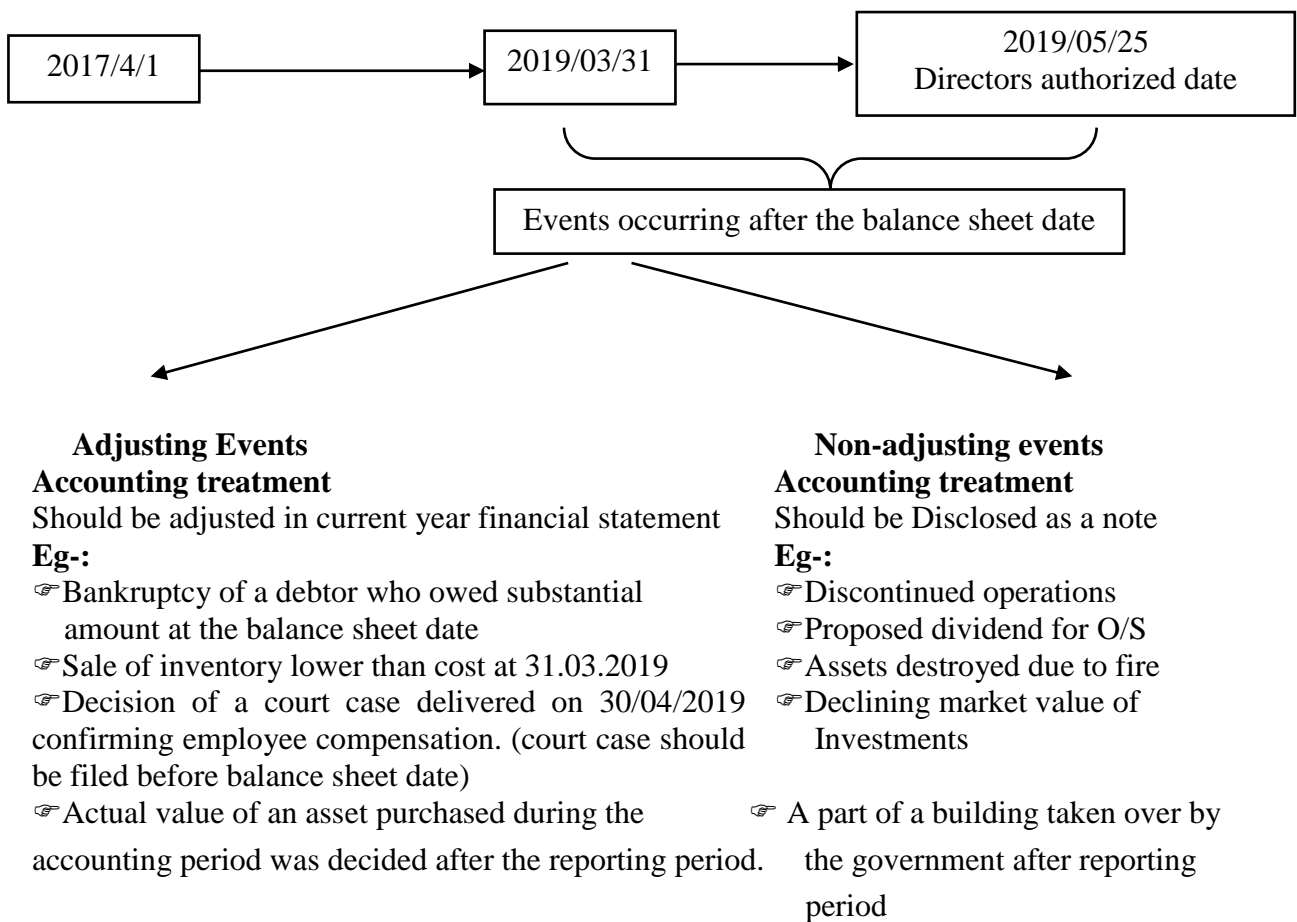 2017/4/1
2019/03/31
2019/05/25
Directors authorized date
Events occurring after the balance sheet date
Adjusting Events
Accounting treatment
Should be adjusted in current year financial statement
Eg-:
☞Bankruptcy of a debtor who owed substantial
amount at the balance sheet date
☞Sale of inventory lower than cost at 31.03.2019
☞Decision of a court case delivered on 30/04/2019
confirming employee compensation. (court case should
be filed before balance sheet date)
☞Actual value of an asset purchased during the
accounting period was decided after the reporting period.
Non-adjusting events
Accounting treatment
Should be Disclosed as a note
Eg-:
☞Discontinued operations
☞Proposed dividend for O/S
☞Assets destroyed due to fire
☞Declining market value of
Investments
☞ A part of a building taken over by
the government after reporting
period